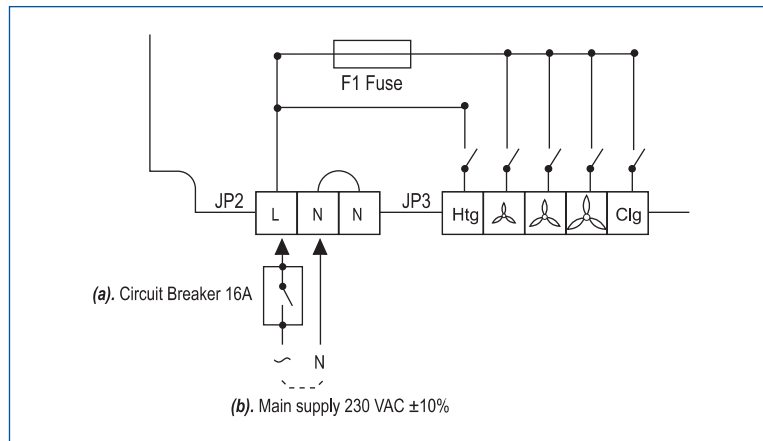 F1 Fuse
JP2
L
N
N
JP3
Htg
Clg
(a). Circuit Breaker 16A
N
(b). Main supply 230 VAC ±10%